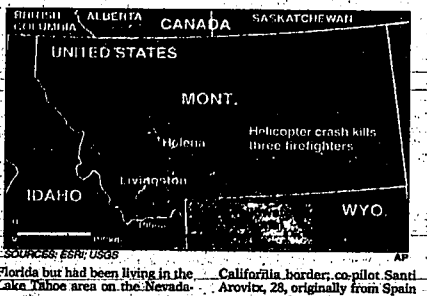 BRITISH COLUMBIA
ALBERTA
CANADA
SASKATCHEWAN
UNITED STATES
MONT.
Helena
Helicopter crash kills
three firefighters
Livingston
IDAHO
WYO.
0
SOURCES: ESRI; USGS
AP
Florida but had been living in the
Lake Tahoe area on the Nevada-
California border; co-pilot Santi
Arovitx, 28, originally from Spain